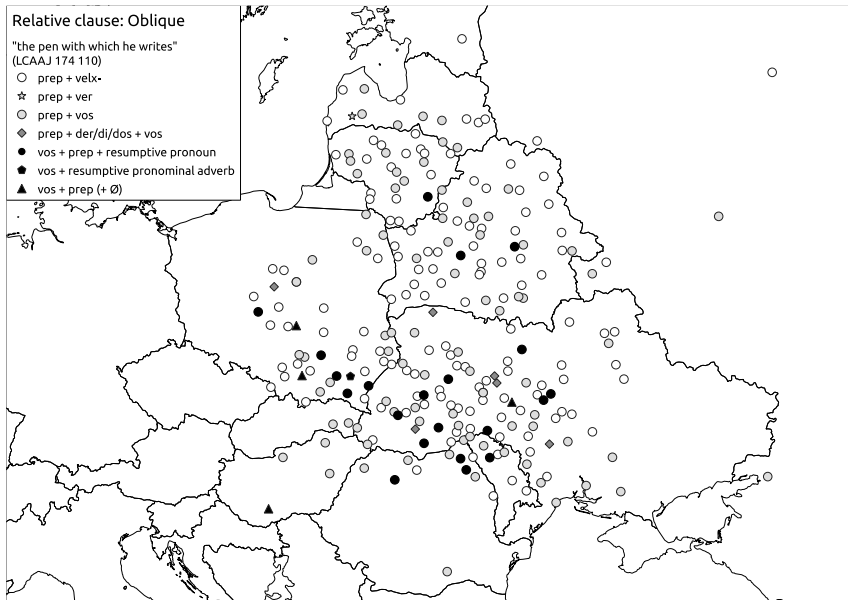 Relative clause: Oblique
"the pen with which he writes"
(LCAAJ 174 110)
prep + velx-
prep + ver
prep + vos
prep + der/di/dos + vos
vos + prep + resumptive pronoun
vos + resumptive pronominal adverb
vos + prep (+ Ø)